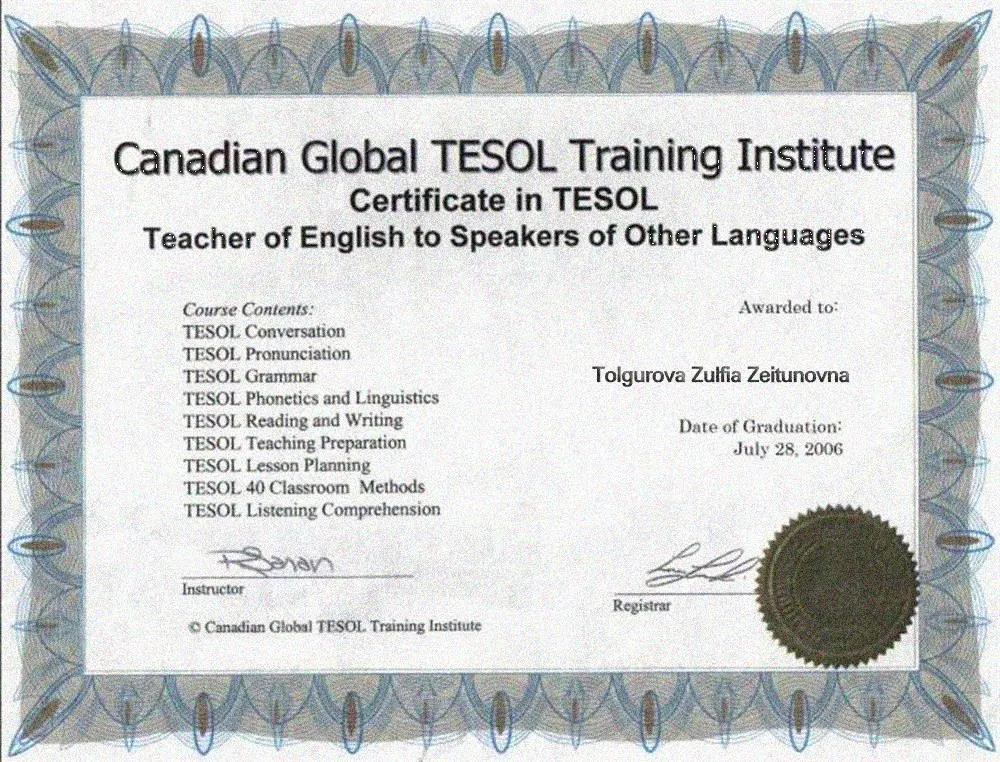 Canadian Global TESOL Training Institute
Certificate in TESOL
Teacher of English to Speakers of Other Languages
Course Contents:
TESOL Conversation
TESOL Pronunciation
TESOL Grammar
TESOL Phonetics and Linguistics
TESOL Reading and Writing
TESOL Teaching Preparation
TESOL Lesson Planning
TESOL 40 Classroom Methods
TESOL Listening Comprehension
Awarded to:
Tolgurova Zulfia Zeitunovna
Date of Graduation:
July 28, 2006
Instructor
Registrar
© Canadian Global TESOL Training Institute